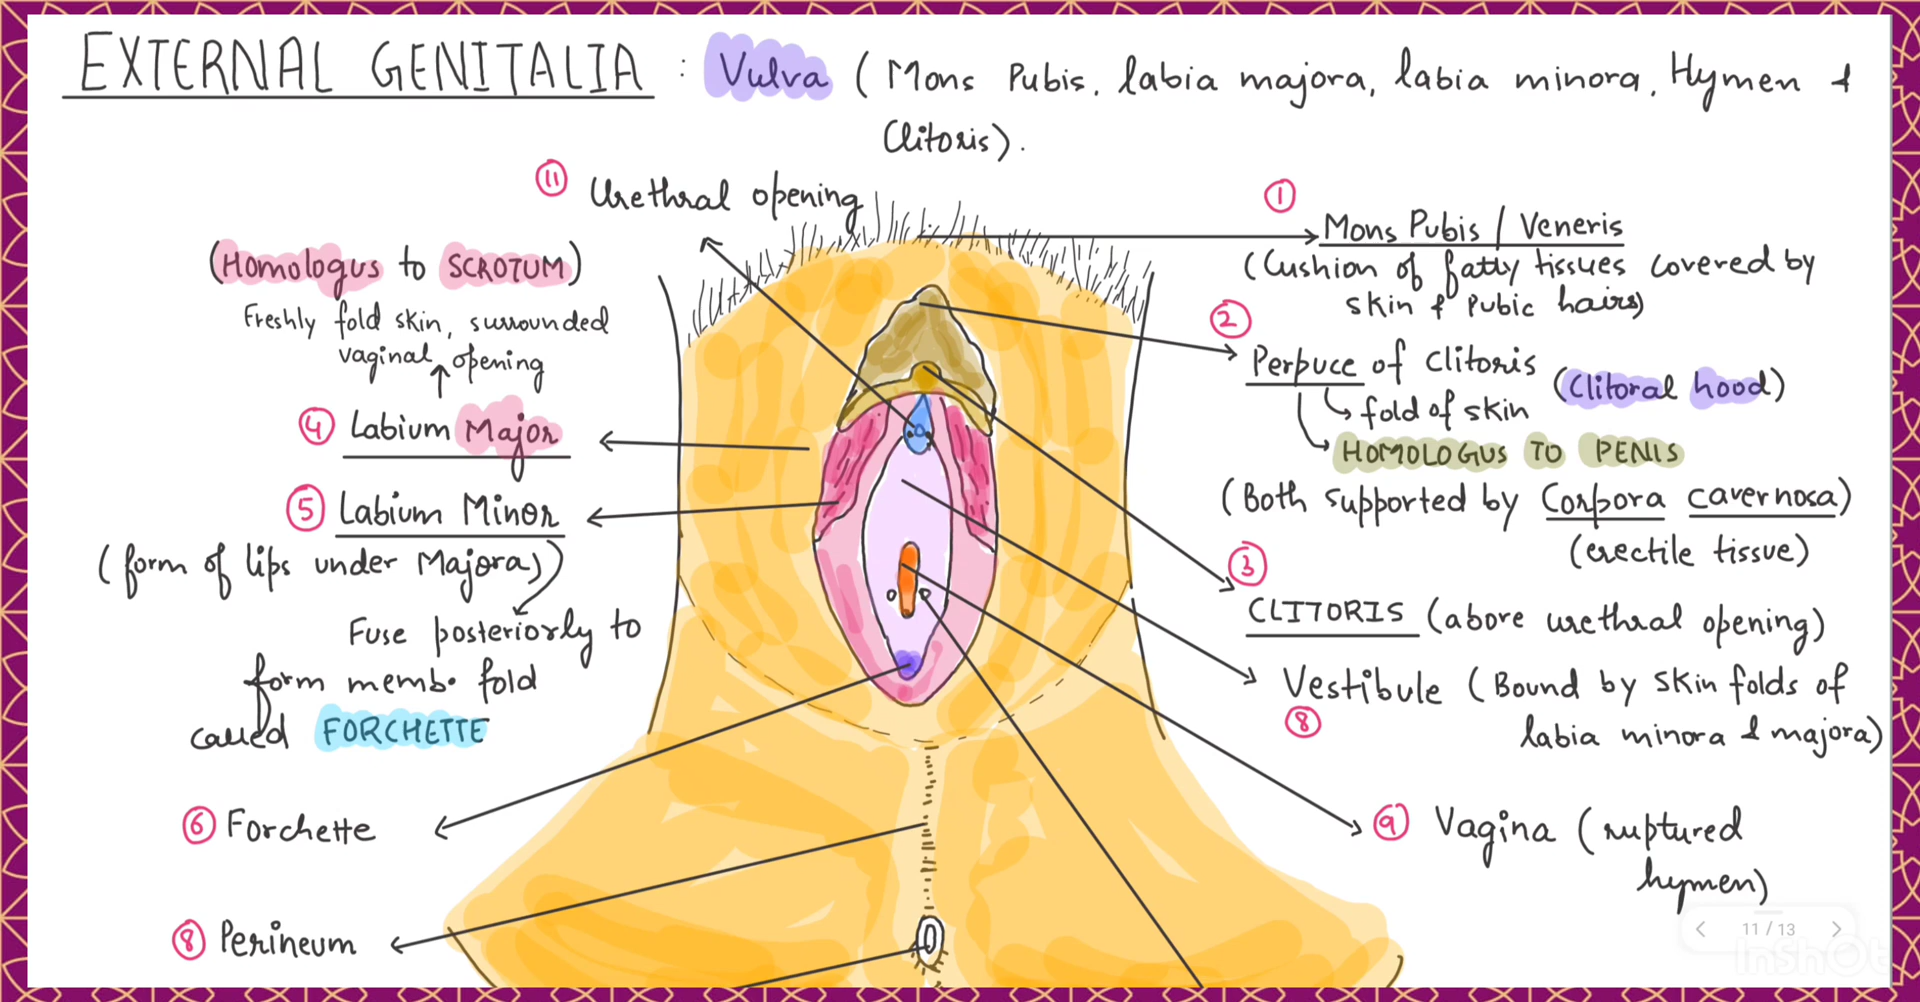 EXTERNAL GENITALIA : Vulva ( Mons Pubis, labia majora, labia minora, Hymen &
Clitoris).
⑪ Urethral opening
(Homologus to SCROTUM)
Freshly fold skin, surrounded
vaginal opening
④ Labium Major
⑤ Labium Minor
(form of lips under Majora)
Fuse posteriorly to
form memb. fold
called FORCHETTE
⑥ Forchette
⑧ Perineum
①
Mons Pubis / Veneris
(Cushion of fatty tissues covered by
skin & Pubic hairs)
②
Perpuce of Clitoris (Clitoral hood)
fold of skin
HOMOLOGUS TO PENIS
(Both supported by Corpora cavernosa)
(erectile tissue)
③
CLITORIS (above urethral opening)
Vestibule (Bound by skin folds of
⑧ labia minora & majora)
⑨ Vagina (ruptured
hymen)
11 / 13
InShOt